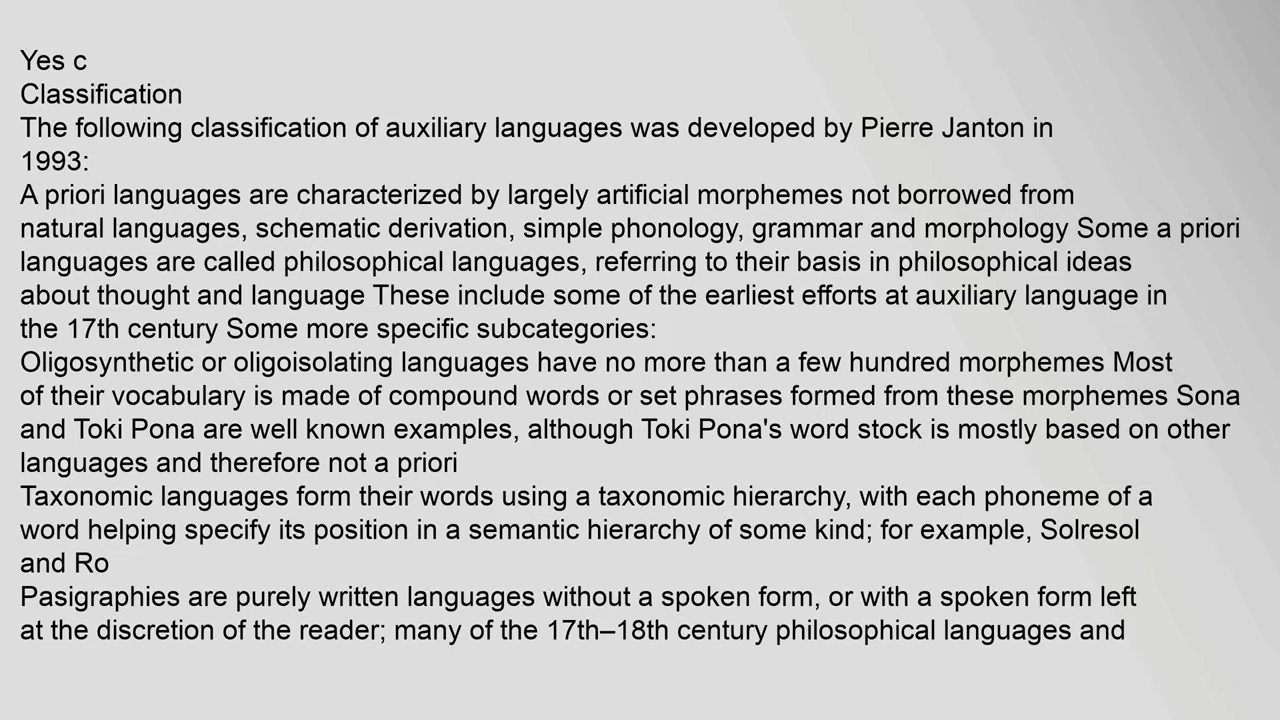 Yes c
Classification
The following classification of auxiliary languages was developed by Pierre Janton in
1993:
A priori languages are characterized by largely artificial morphemes not borrowed from
natural languages, schematic derivation, simple phonology, grammar and morphology Some a priori
languages are called philosophical languages, referring to their basis in philosophical ideas
about thought and language These include some of the earliest efforts at auxiliary language in
the 17th century Some more specific subcategories:
Oligosynthetic or oligoisolating languages have no more than a few hundred morphemes Most
of their vocabulary is made of compound words or set phrases formed from these morphemes Sona
and Toki Pona are well known examples, although Toki Pona's word stock is mostly based on other
languages and therefore not a priori
Taxonomic languages form their words using a taxonomic hierarchy, with each phoneme of a
word helping specify its position in a semantic hierarchy of some kind; for example, Solresol
and Ro
Pasigraphies are purely written languages without a spoken form, or with a spoken form left
at the discretion of the reader; many of the 17th–18th century philosophical languages and